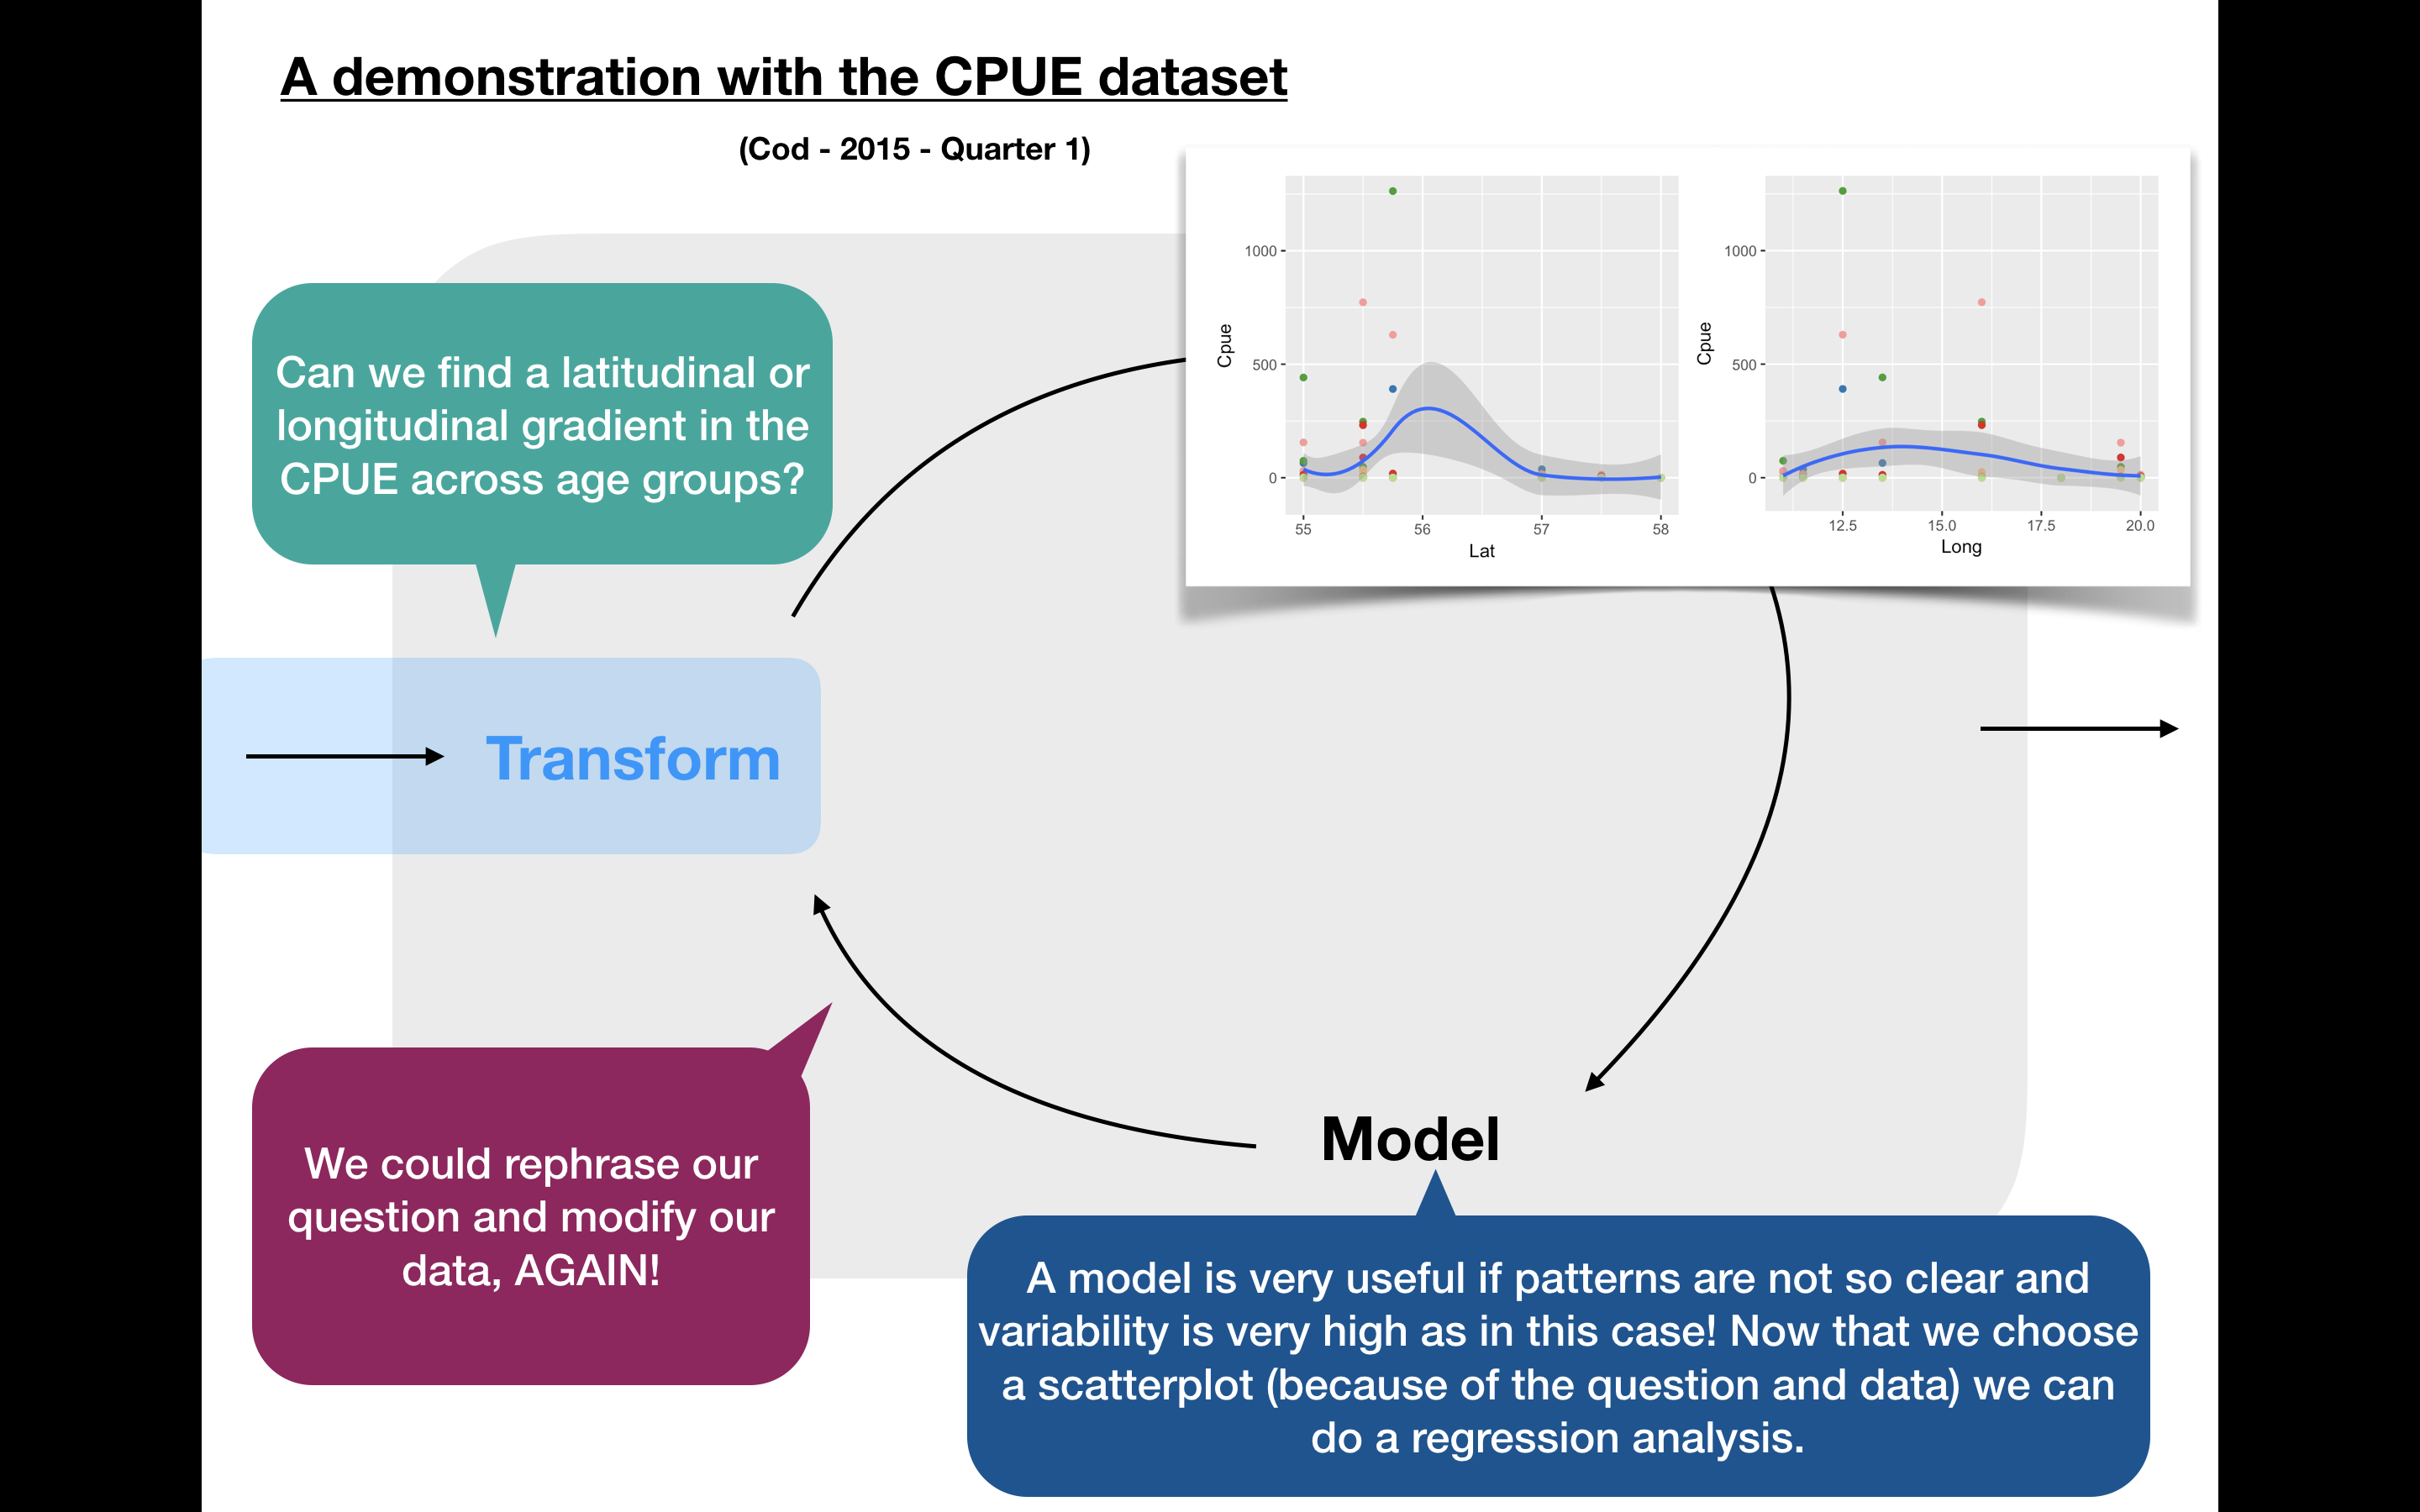 A demonstration with the CPUE dataset
(Cod - 2015 - Quarter 1)
Can we find a latitudinal or
longitudinal gradient in the
CPUE across age groups?
Cpue
1000
500
0
55 56 57 58
Lat
Cpue
1000
500
0
12.5 15.0 17.5 20.0
Long
Transform
Model
We could rephrase our
question and modify our
data, AGAIN!
A model is very useful if patterns are not so clear and
variability is very high as in this case! Now that we choose
a scatterplot (because of the question and data) we can
do a regression analysis.